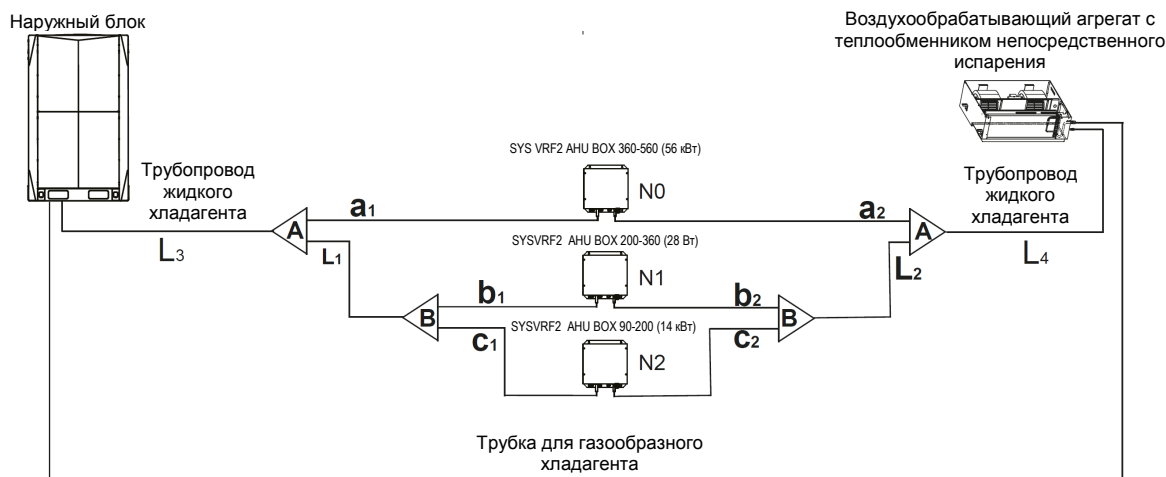 Наружный блок
Воздухообрабатывающий агрегат с
теплообменником непосредственного
испарения
SYS VRF2 AHU BOX 360-560 (56 кВт)
N0
Трубопровод
жидкого
хладагента
L3
a1
a2
Трубопровод
жидкого
хладагента
L4
A
A
L1
L2
SYSVRF2 AHU BOX 200-360 (28 Вт)
N1
b1
b2
B
B
SYSVRF2 AHU BOX 90-200 (14 кВт)
c1
c2
N2
Трубка для газообразного
хладагента